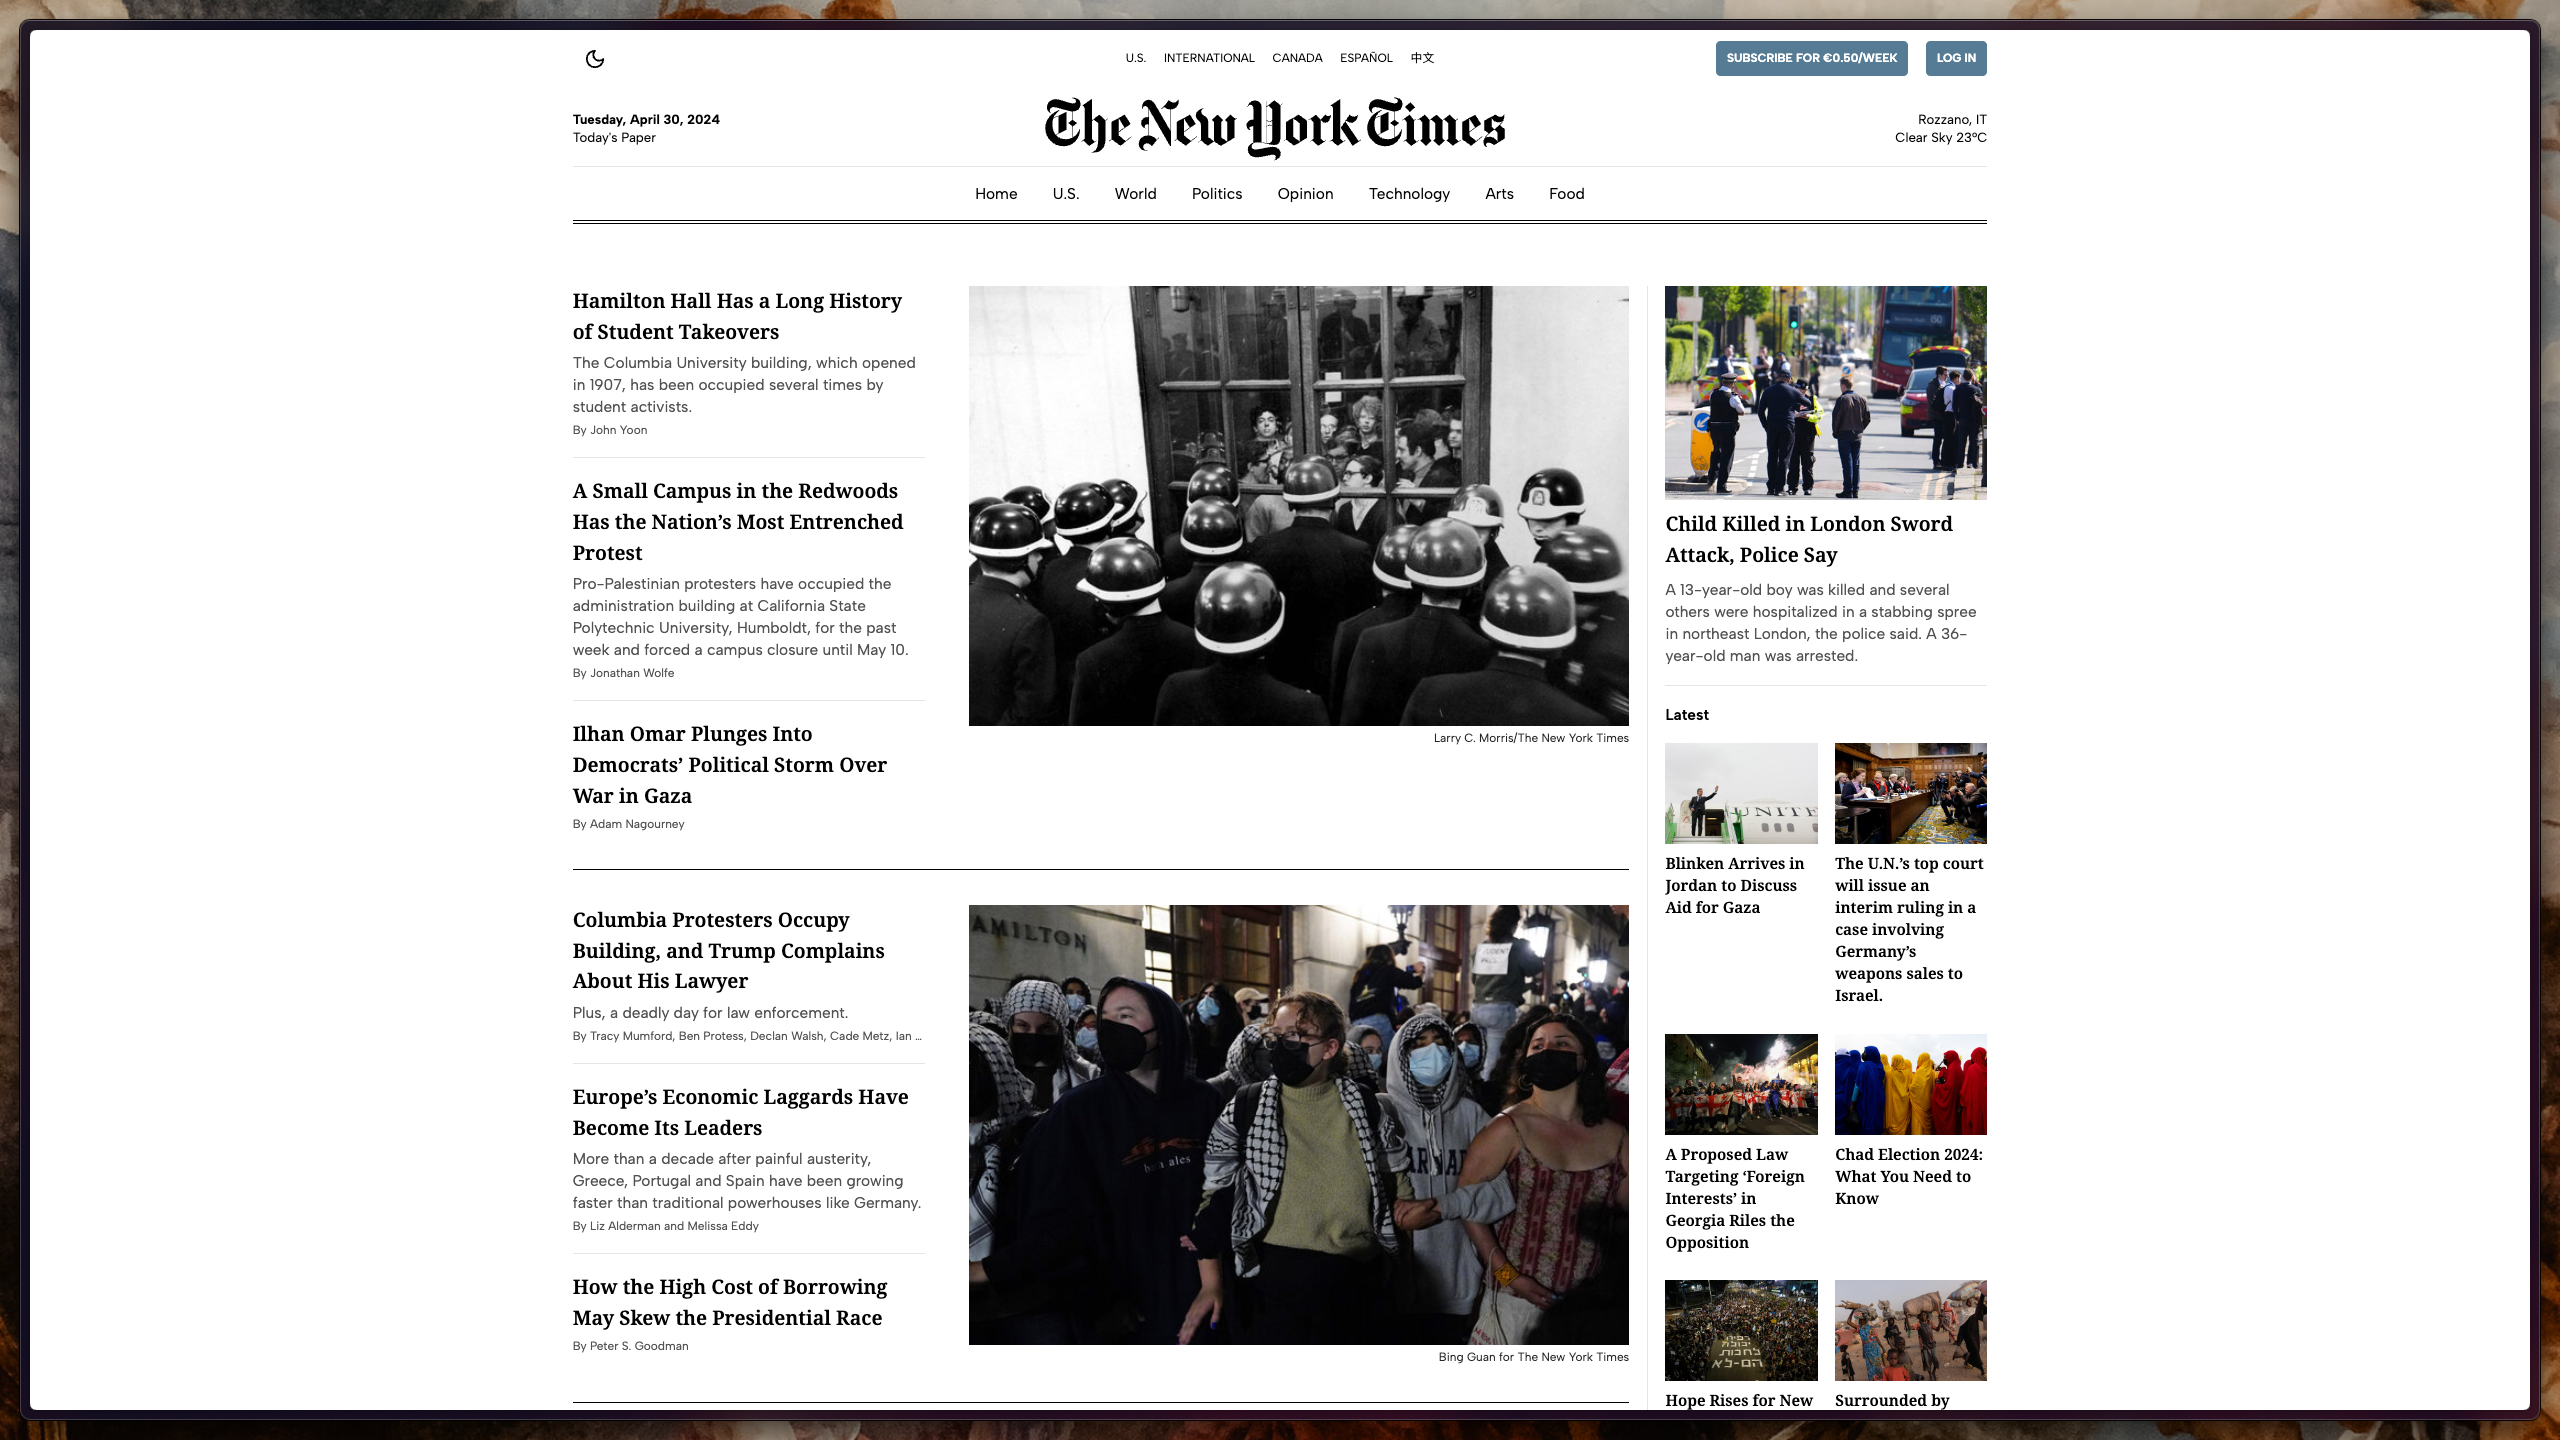 U.S. INTERNATIONAL CANADA ESPAÑOL 中文
SUBSCRIBE FOR €0.50/WEEK
LOG IN
Tuesday, April 30, 2024
Today's Paper
The New York Times
Rozzano, IT
Clear Sky 23°C
Home U.S. World Politics Opinion Technology Arts Food
Hamilton Hall Has a Long History
of Student Takeovers
The Columbia University building, which opened
in 1907, has been occupied several times by
student activists.
By John Yoon
A Small Campus in the Redwoods
Has the Nation’s Most Entrenched
Protest
Pro-Palestinian protesters have occupied the
administration building at California State
Polytechnic University, Humboldt, for the past
week and forced a campus closure until May 10.
By Jonathan Wolfe
Ilhan Omar Plunges Into
Democrats’ Political Storm Over
War in Gaza
By Adam Nagourney
Larry C. Morris/The New York Times
Columbia Protesters Occupy
Building, and Trump Complains
About His Lawyer
Plus, a deadly day for law enforcement.
By Tracy Mumford, Ben Protess, Declan Walsh, Cade Metz, Ian …
Europe’s Economic Laggards Have
Become Its Leaders
More than a decade after painful austerity,
Greece, Portugal and Spain have been growing
faster than traditional powerhouses like Germany.
By Liz Alderman and Melissa Eddy
How the High Cost of Borrowing
May Skew the Presidential Race
By Peter S. Goodman
AMILTON
Bing Guan for The New York Times
150
Child Killed in London Sword
Attack, Police Say
A 13-year-old boy was killed and several
others were hospitalized in a stabbing spree
in northeast London, the police said. A 36-
year-old man was arrested.
Latest
UNITE
Blinken Arrives in
Jordan to Discuss
Aid for Gaza
The U.N.’s top court
will issue an
interim ruling in a
case involving
Germany’s
weapons sales to
Israel.
A Proposed Law
Targeting ‘Foreign
Interests’ in
Georgia Riles the
Opposition
Chad Election 2024:
What You Need to
Know
הם-לא
Hope Rises for New
Surrounded by